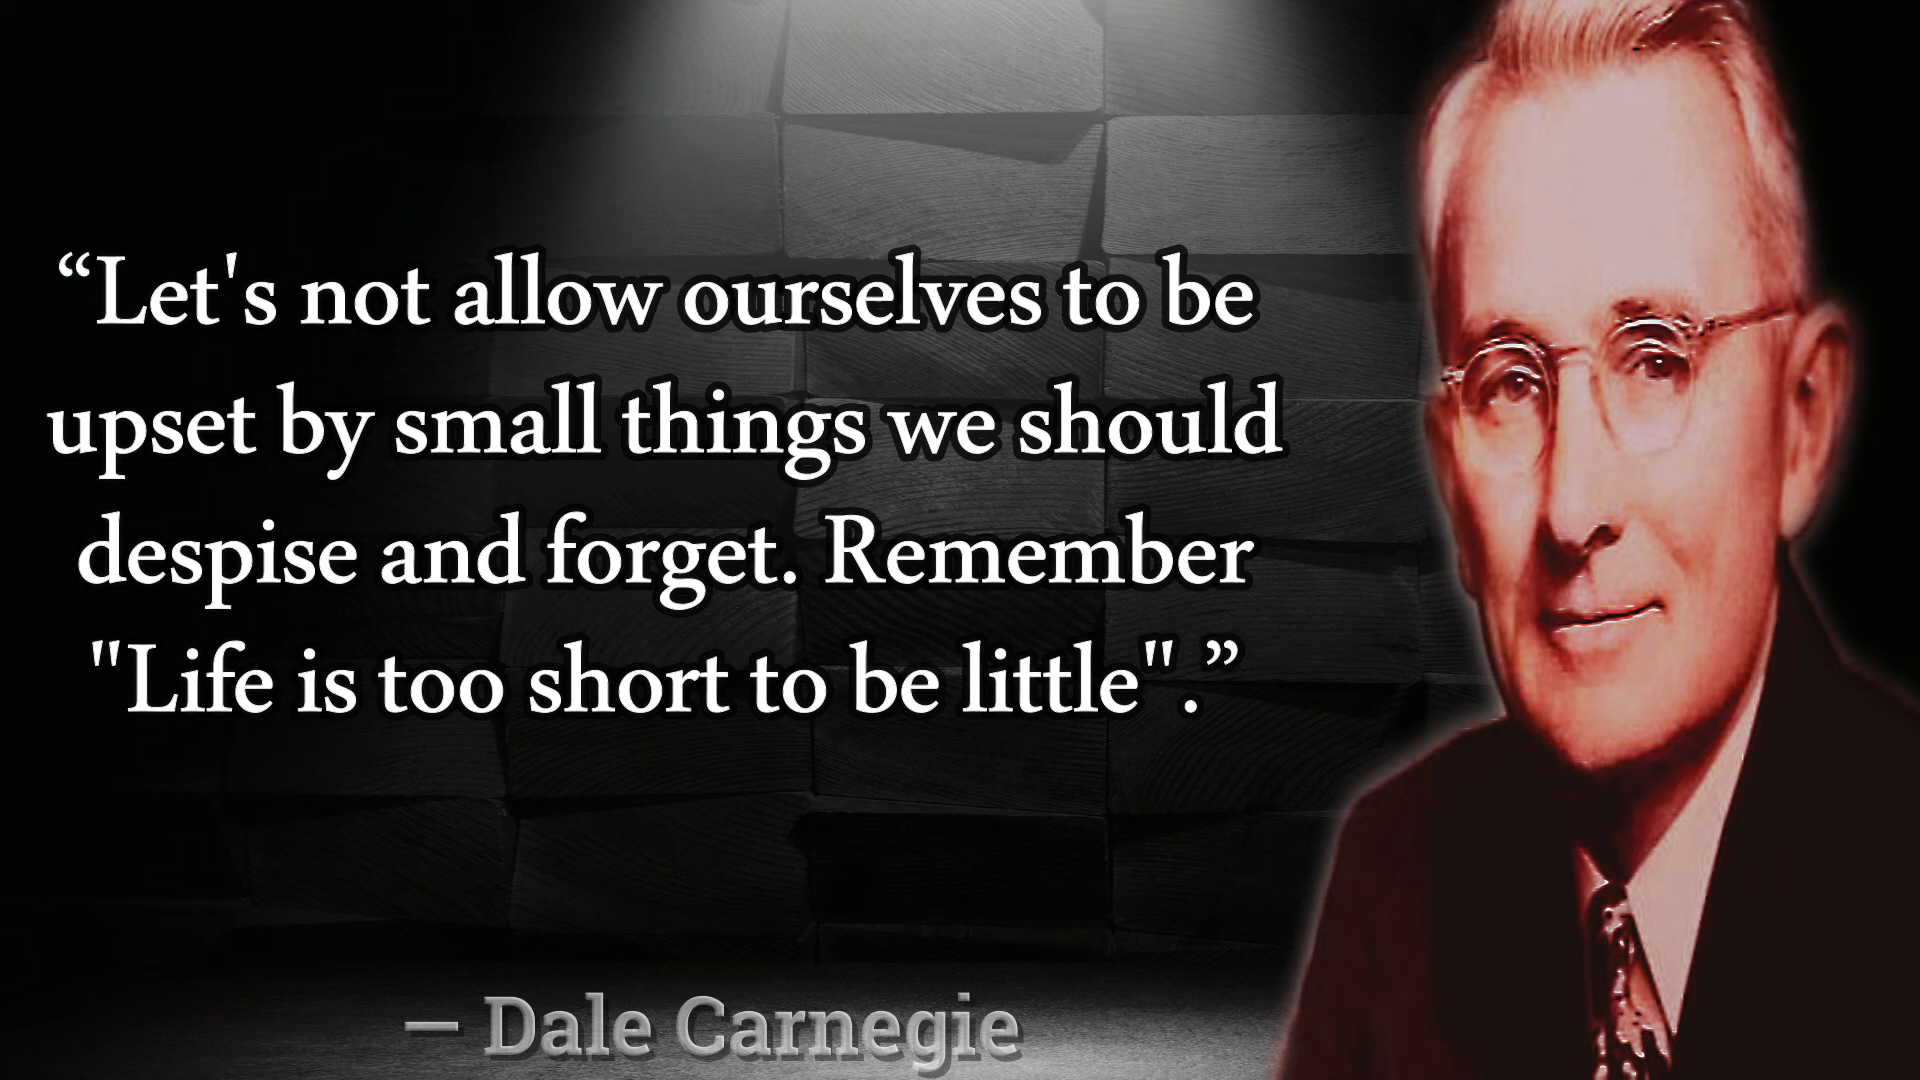 “Let's not allow ourselves to be
upset by small things we should
despise and forget. Remember
"Life is too short to be little".”
– Dale Carnegie